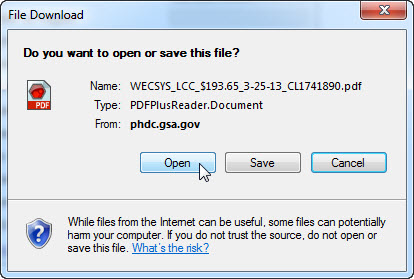 File Download
Do you want to open or save this file?
PDF
Name: WECSYS_LCC_$193.65_3-25-13_CL1741890.pdf
Type: PDFPlusReader.Document
From: phdc.gsa.gov
Open Save Cancel
While files from the Internet can be useful, some files can potentially
harm your computer. If you do not trust the source, do not open or
save this file. What's the risk?